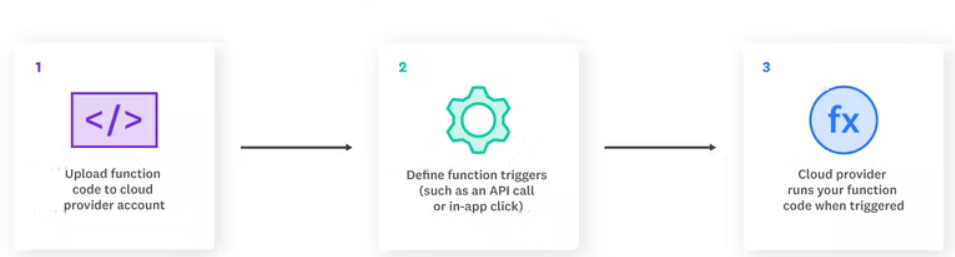 1
</>
Upload function
code to cloud
provider account
2
Define function triggers
(such as an API call
or in-app click)
3
fx
Cloud provider
runs your function
code when triggered